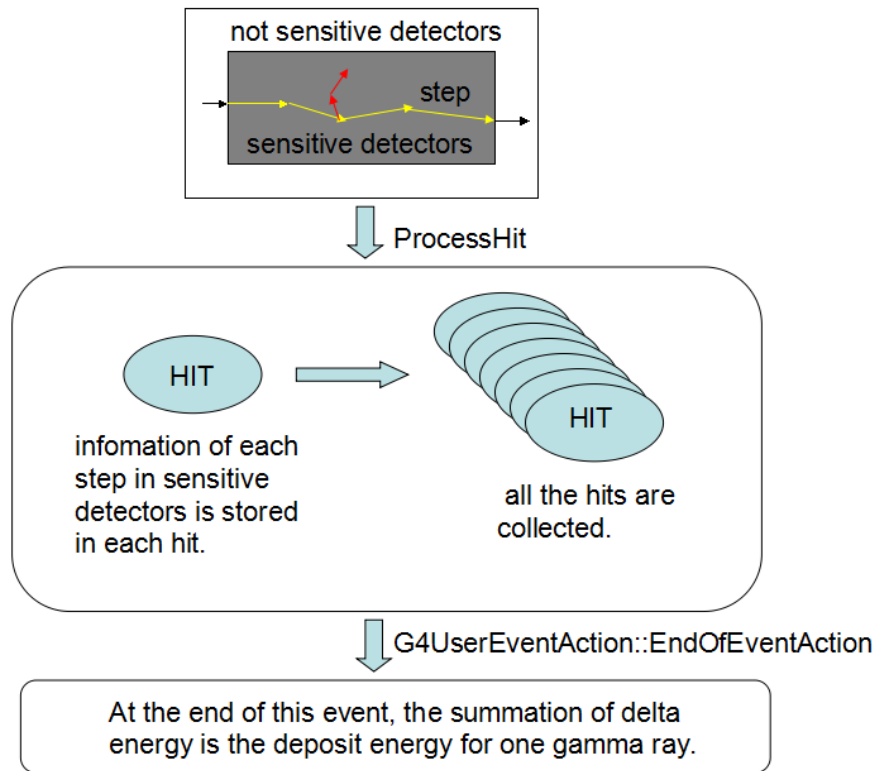 not sensitive detectors
step
sensitive detectors
ProcessHit
HIT
HIT
infomation of each
step in sensitive
detectors is stored
in each hit.
all the hits are
collected.
G4UserEventAction::EndOfEventAction
At the end of this event, the summation of delta
energy is the deposit energy for one gamma ray.